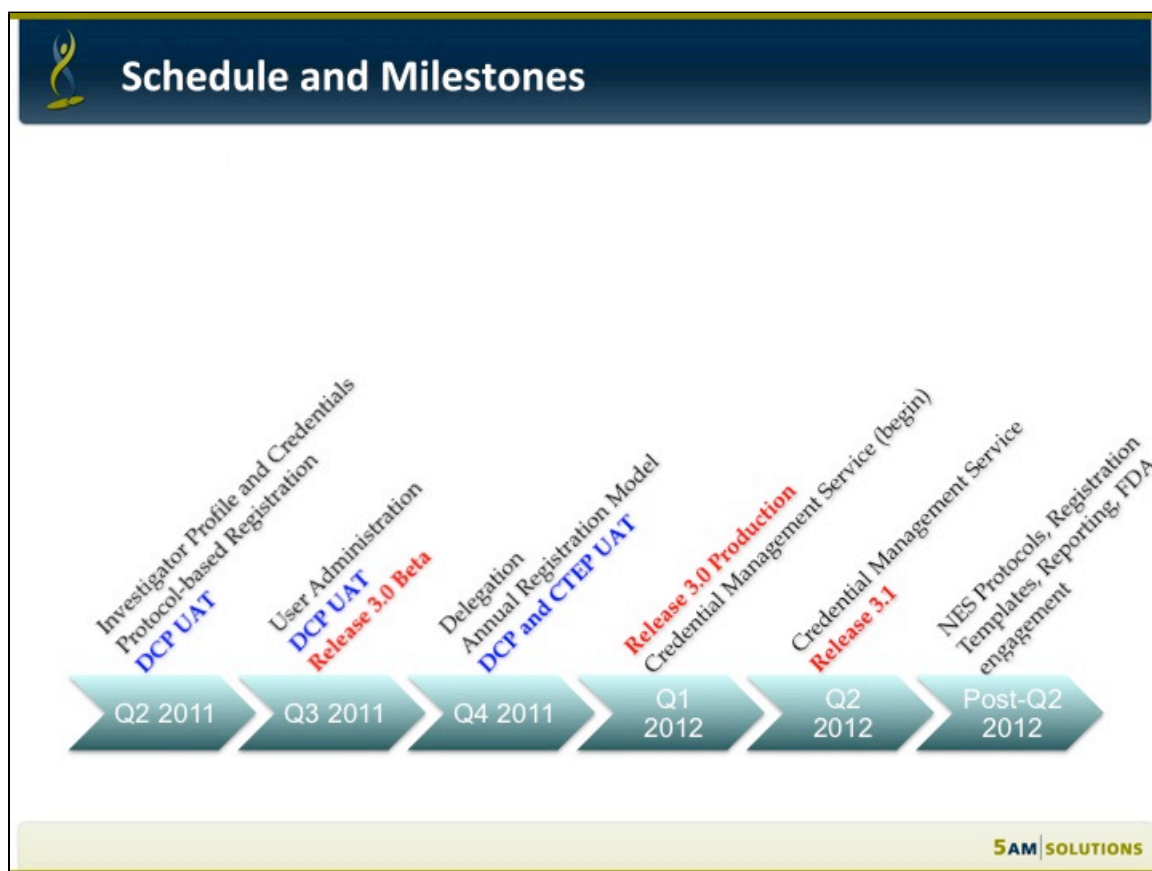 Schedule and Milestones
Investigator Profile and Credentials
Protocol-based Registration
DCP UAT
User Administration
DCP UAT
Release 3.0 Beta
Delegation
Annual Registration Model
DCP and CTEP UAT
Release 3.0 Production
Credential Management Service (begin)
Credential Management Service
Release 3.1
NES Protocols, Registration
Templates, Reporting, FDA
engagement
Q2 2011
Q3 2011
Q4 2011
Q1
2012
Q2
2012
Post-Q2
2012
5AM|SOLUTIONS